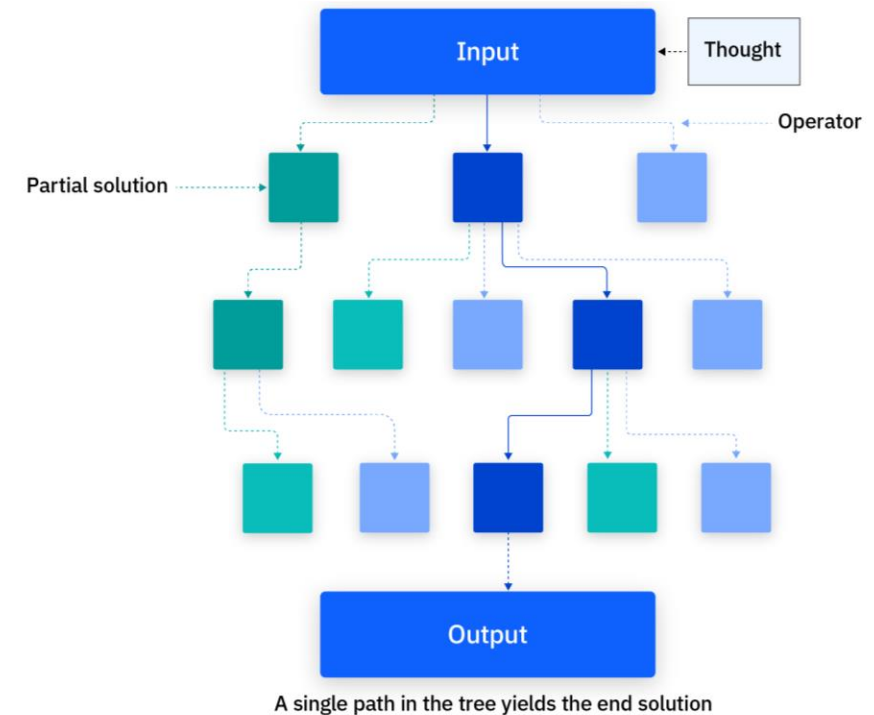 Input
Thought
Operator
Partial solution
Output
A single path in the tree yields the end solution